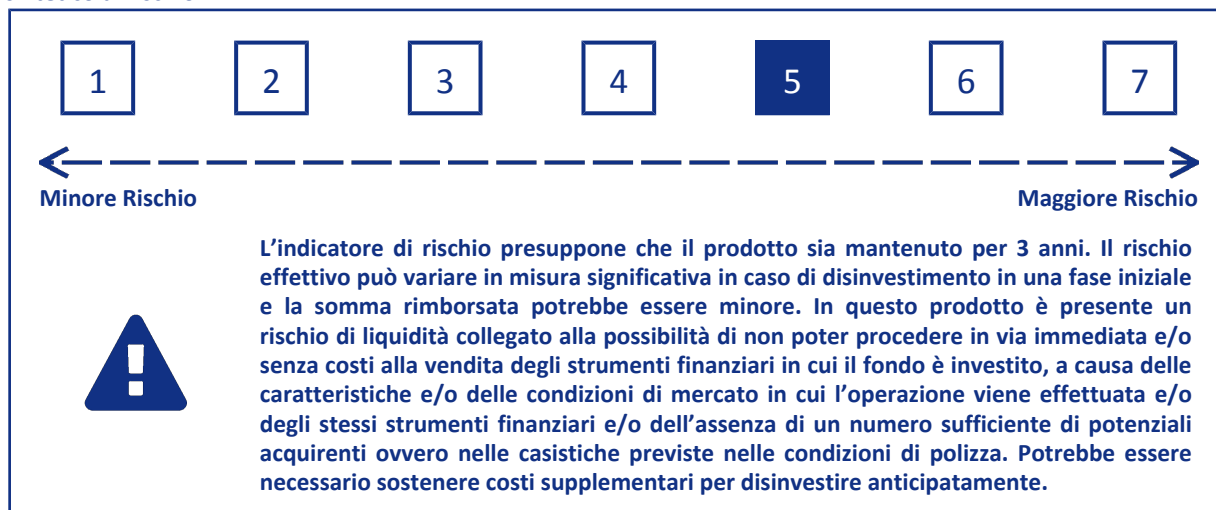 1 2 3 4 5 6 7
Minore Rischio Maggiore Rischio
L’indicatore di rischio presuppone che il prodotto sia mantenuto per 3 anni. Il rischio
effettivo può variare in misura significativa in caso di disinvestimento in una fase iniziale
e la somma rimborsata potrebbe essere minore. In questo prodotto è presente un
rischio di liquidità collegato alla possibilità di non poter procedere in via immediata e/o
senza costi alla vendita degli strumenti finanziari in cui il fondo è investito, a causa delle
caratteristiche e/o delle condizioni di mercato in cui l’operazione viene effettuata e/o
degli stessi strumenti finanziari e/o dell’assenza di un numero sufficiente di potenziali
acquirenti ovvero nelle casistiche previste nelle condizioni di polizza. Potrebbe essere
necessario sostenere costi supplementari per disinvestire anticipatamente.